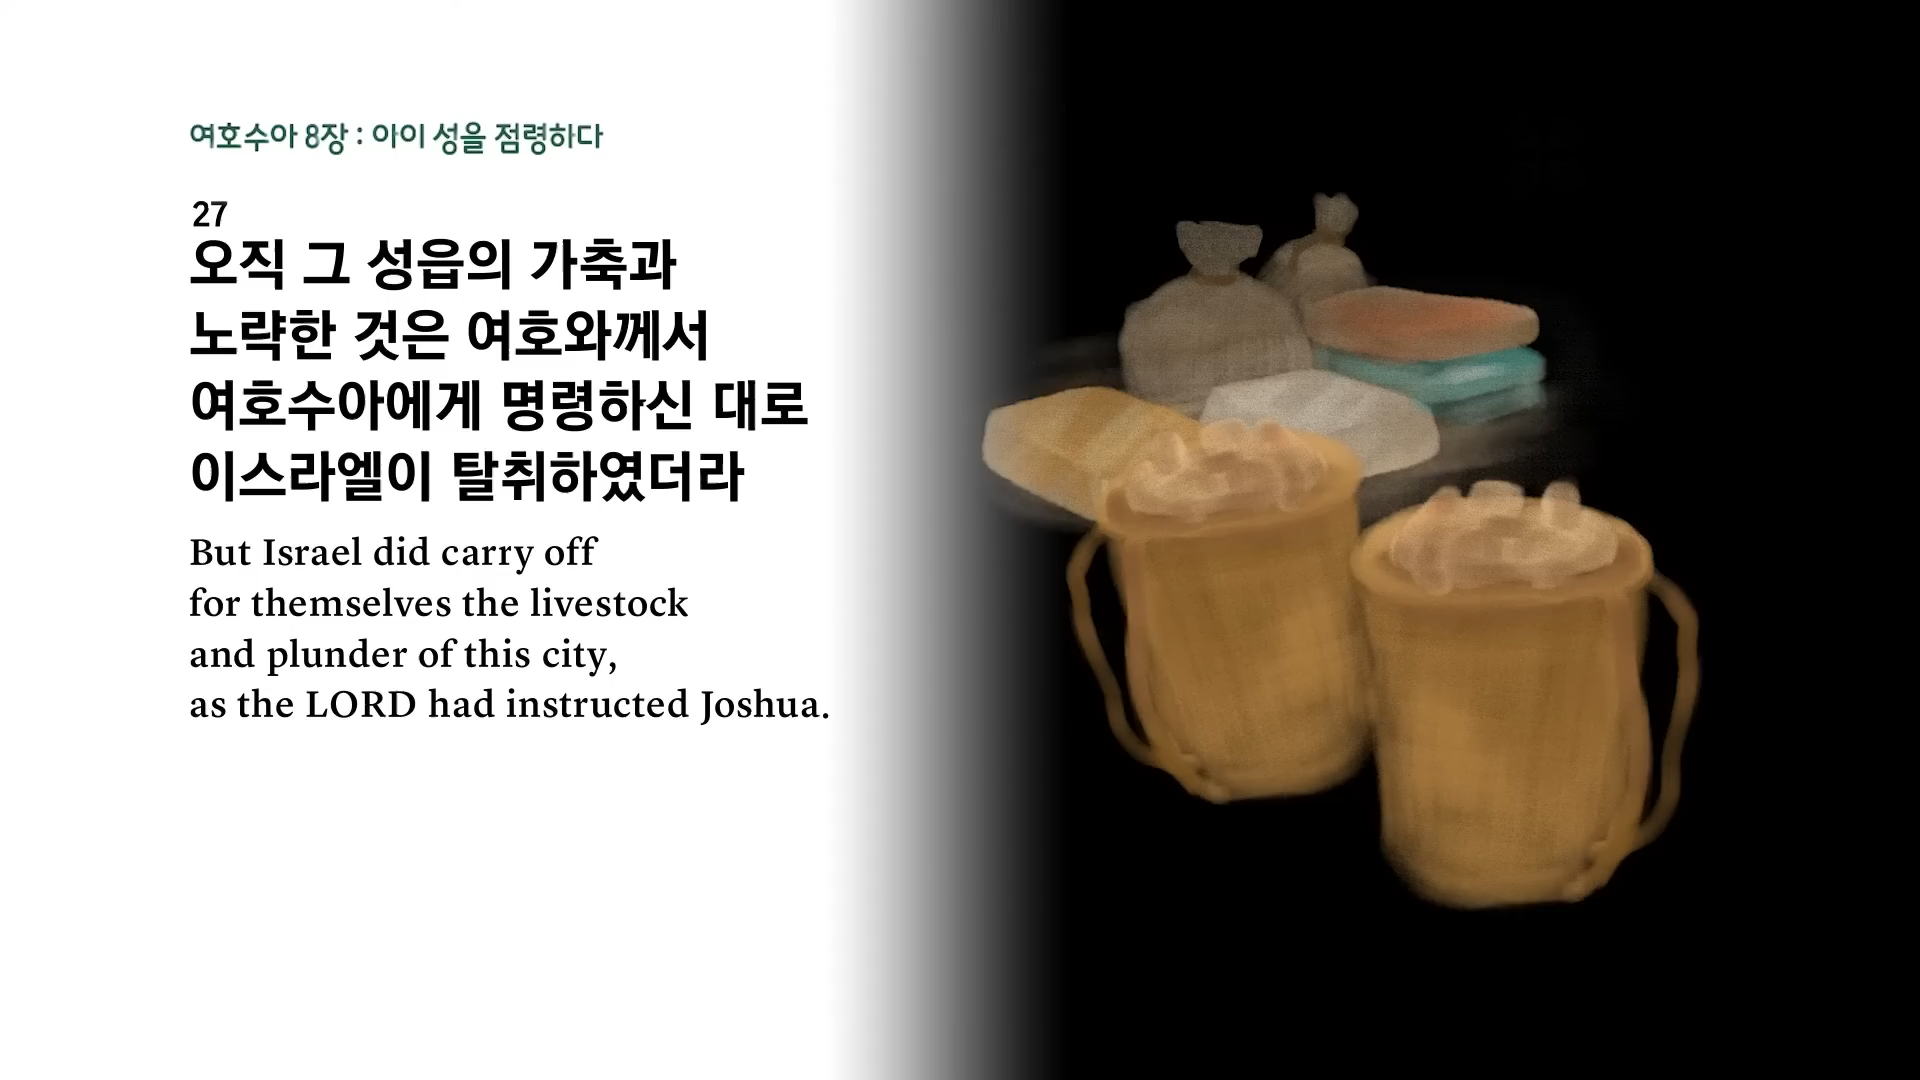 여호수아 8장 : 아이 성을 점령하다
27
오직 그 성읍의 가축과
노략한 것은 여호와께서
여호수아에게 명령하신 대로
이스라엘이 탈취하였더라
But Israel did carry off
for themselves the livestock
and plunder of this city,
as the LORD had instructed Joshua.